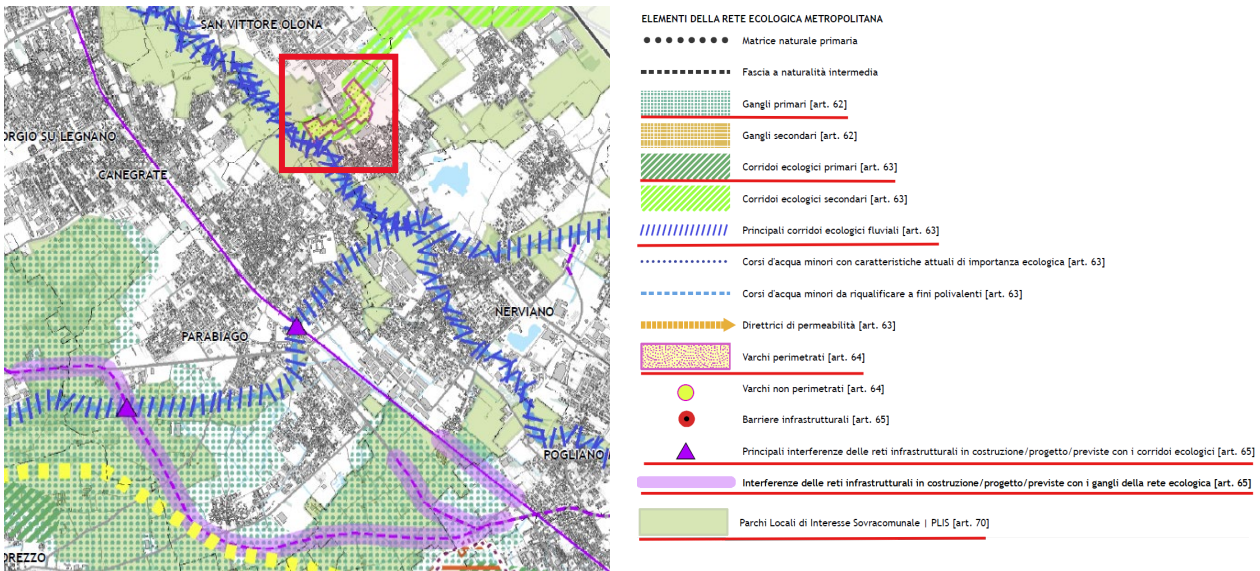 SAN VITTORE OLONA
ORGIO SU LEGNANO
CANEGRATE
NERVIANO
PARABIAGO
POGLIANO
OREZZO
ELEMENTI DELLA RETE ECOLOGICA METROPOLITANA
Matrice naturale primaria
Fascia a naturalità intermedia
Gangli primari [art. 62]
Gangli secondari [art. 62]
Corridoi ecologici primari [art. 63]
Corridoi ecologici secondari [art. 63]
Principali corridoi ecologici fluviali [art. 63]
Corsi d'acqua minori con caratteristiche attuali di importanza ecologica [art. 63]
Corsi d'acqua minori da riqualificare a fini polivalenti [art. 63]
Direttrici di permeabilità [art. 63]
Varchi perimetrati [art. 64]
Varchi non perimetrati [art. 64]
Barriere infrastrutturali [art. 65]
Principali interferenze delle reti infrastrutturali in costruzione/progetto/previste con i corridoi ecologici [art. 65]
Interferenze delle reti infrastrutturali in costruzione/progetto/previste con i gangli della rete ecologica [art. 65]
Parchi Locali di Interesse Sovracomunale | PLIS [art. 70]